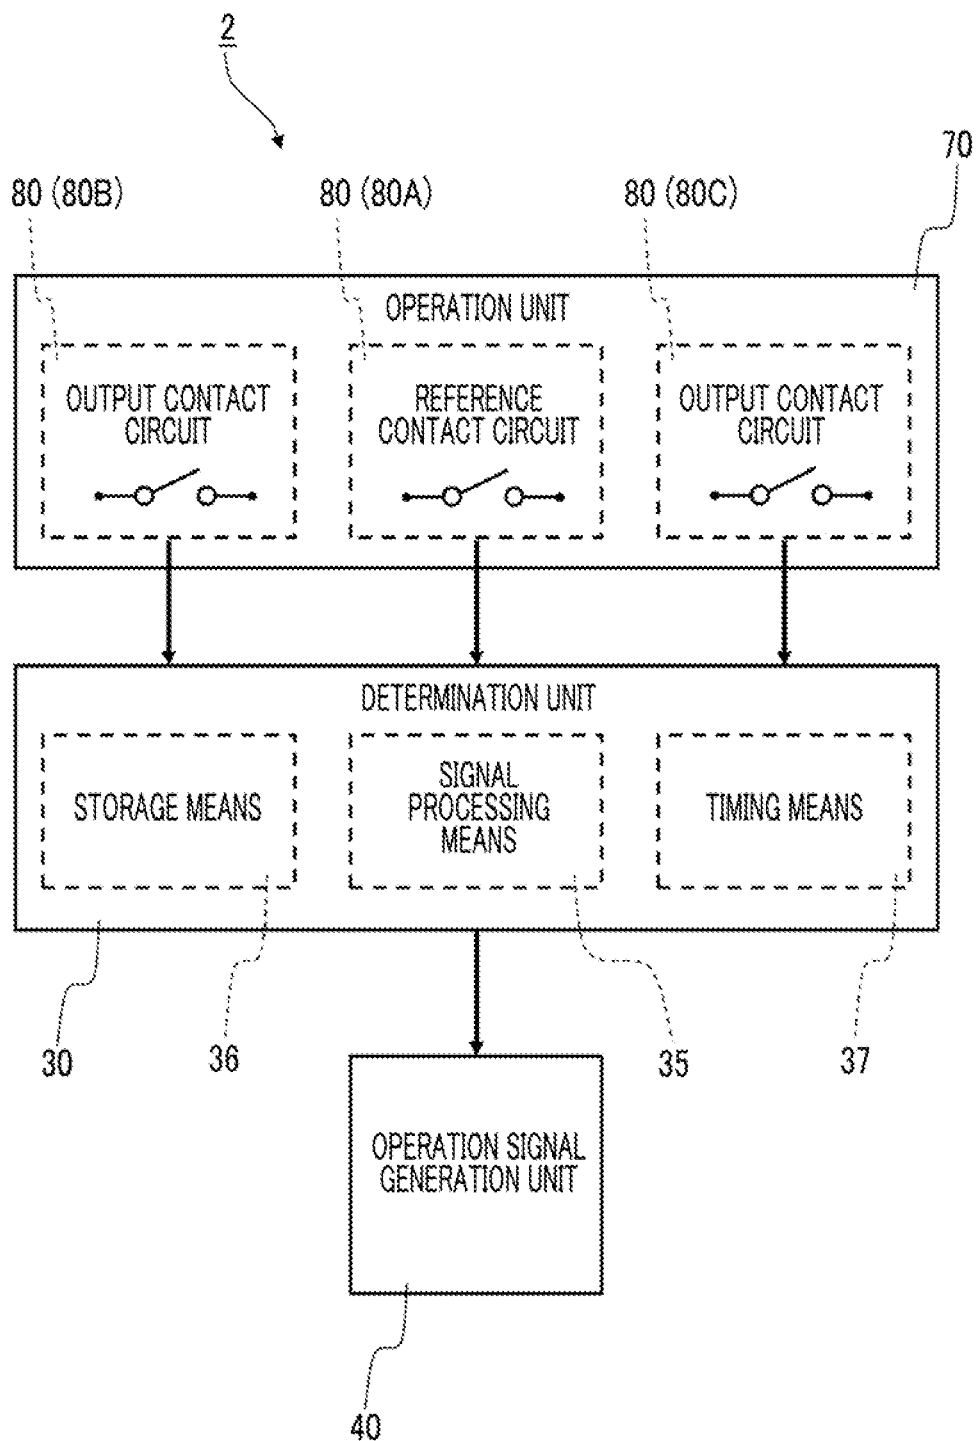 2
70
80 (80B)
80 (80A)
80 (80C)
OPERATION UNIT
OUTPUT CONTACT
CIRCUIT
REFERENCE
CONTACT CIRCUIT
OUTPUT CONTACT
CIRCUIT
DETERMINATION UNIT
STORAGE MEANS
SIGNAL
PROCESSING
MEANS
TIMING MEANS
30
36
35
37
OPERATION SIGNAL
GENERATION UNIT
40